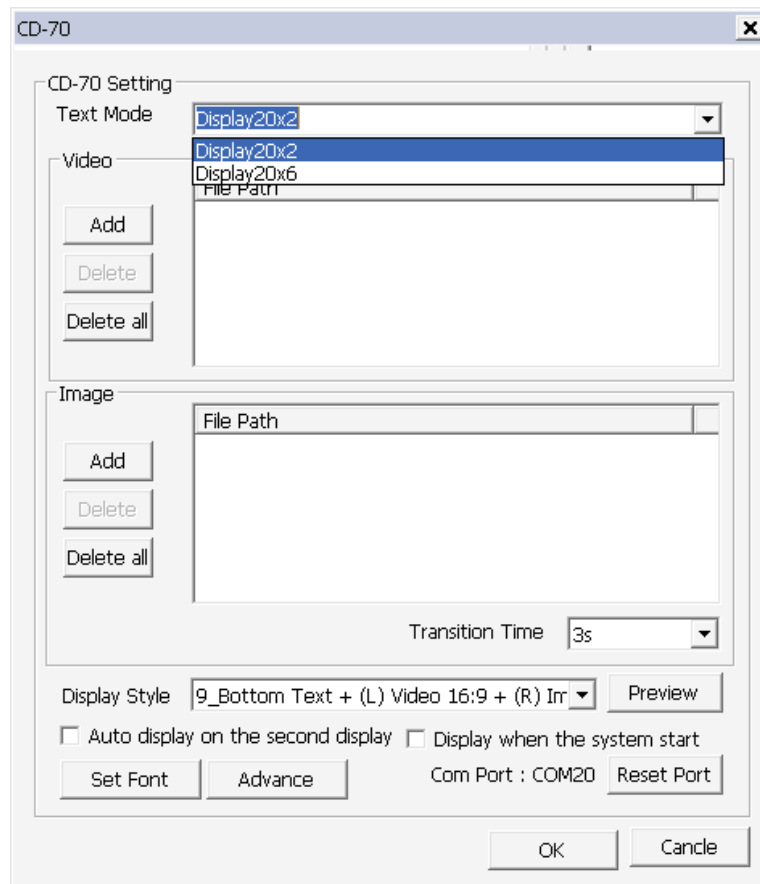 CD-70
CD-70 Setting
Text Mode
Display20x2
Display20x2
Display20x6
Video
File Path
Add
Delete
Delete all
Image
File Path
Add
Delete
Delete all
Transition Time 3s
Display Style 9_Bottom Text + (L) Video 16:9 + (R) Im Preview
Auto display on the second display Display when the system start
Set Font Advance Com Port : COM20 Reset Port
OK Cancle